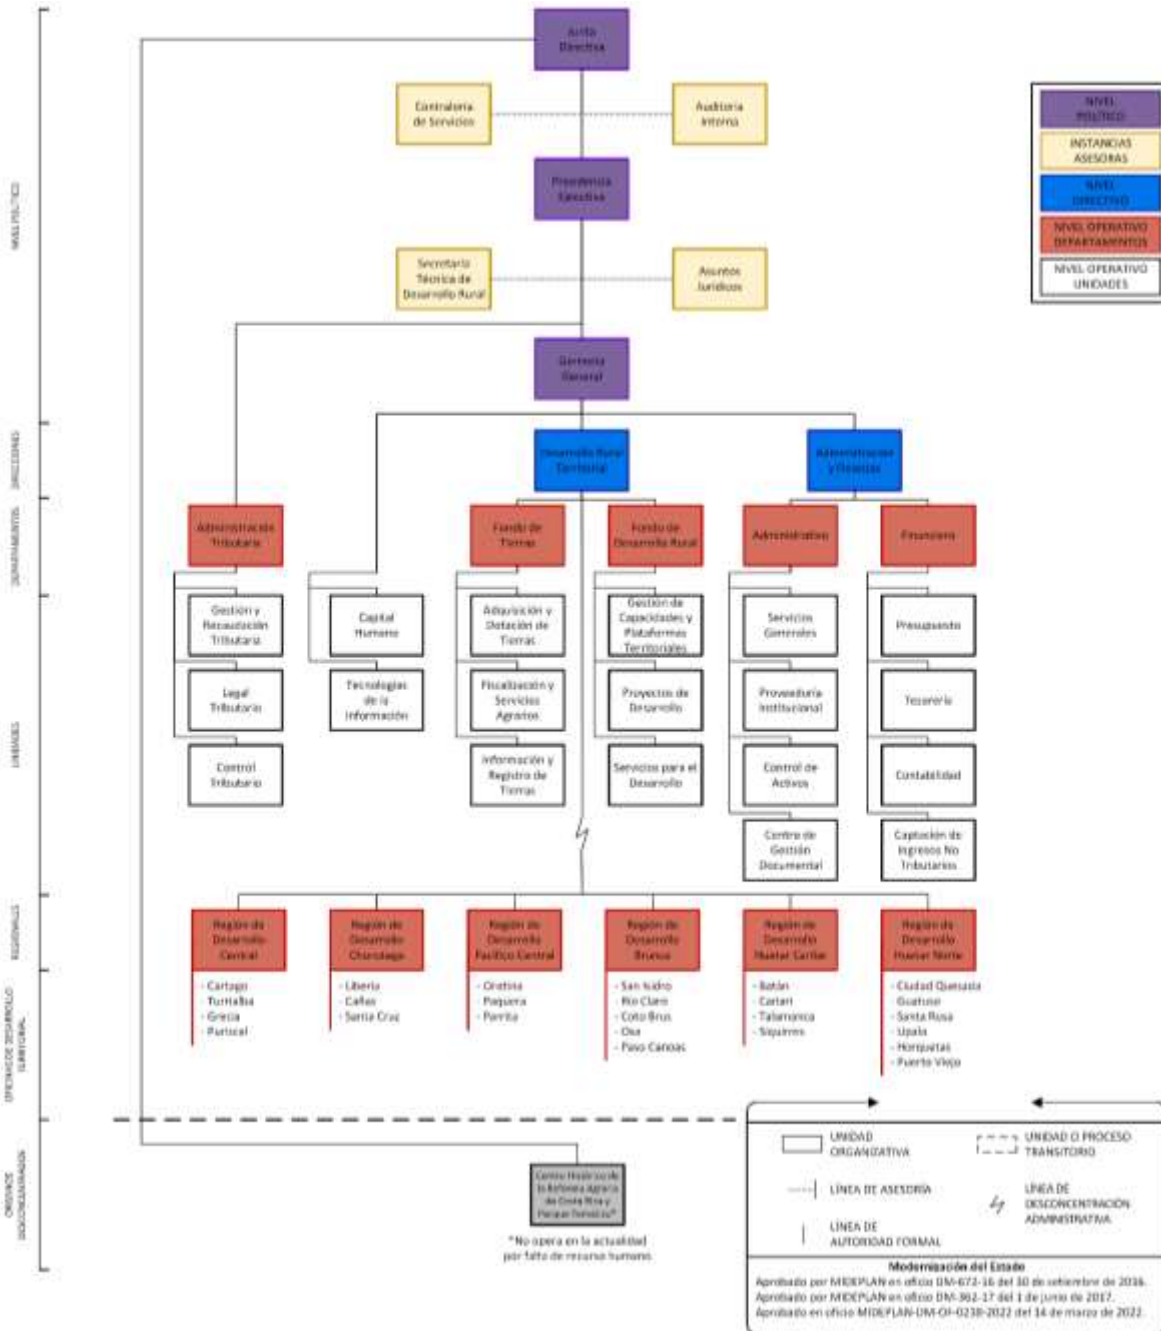 Junta
Directiva
Contraloría
de Servicios
Auditoría
Interna
Presidencia
Ejecutiva
Secretaría
Técnica de
Desarrollo Rural
Asuntos
Jurídicos
Gerencia
General
NIVEL
POLÍTICO
INSTANCIAS
ASESORAS
NIVEL
DIRECTIVO
NIVEL OPERATIVO
DEPARTAMENTOS
NIVEL OPERATIVO
UNIDADES
NIVEL POLÍTICO
DIRECCIONES
DEPARTAMENTOS
UNIDADES
REGIONALES
OFICINAS DE DESARROLLO
TERRITORIAL
ÓRGANOS
DESCONCENTRADOS
Desarrollo Rural
Territorial
Administración
y Finanzas
Administración
Tributaria
Fondo de
Tierras
Fondo de
Desarrollo Rural
Administrativo
Financiero
Gestión y
Recaudación
Tributaria
Capital
Humano
Adquisición y
Dotación de
Tierras
Gestión de
Capacidades y
Plataformas
Territoriales
Servicios
Generales
Presupuesto
Legal
Tributario
Tecnologías
de la
Información
Fiscalización y
Servicios
Agrarios
Proyectos de
Desarrollo
Proveeduría
Institucional
Tesorería
Control
Tributario
Información y
Registro de
Tierras
Servicios para el
Desarrollo
Control de
Activos
Contabilidad
Centro de
Gestión
Documental
Captación de
Ingresos No
Tributarios
Región de
Desarrollo
Central
Región de
Desarrollo
Chorotega
Región de
Desarrollo
Pacífico Central
Región de
Desarrollo
Brunca
Región de
Desarrollo
Huetar Caribe
Región de
Desarrollo
Huetar Norte
- Cartago
- Turrialba
- Grecia
- Puriscal
- Liberia
- Cañas
- Santa Cruz
- Orotina
- Paquera
- Parrita
- San Isidro
- Río Claro
- Coto Brus
- Osa
- Paso Canoas
- Batán
- Cariari
- Talamanca
- Siquirres
- Ciudad Quesada
- Guatuso
- Santa Rosa
- Upala
- Horquetas
- Puerto Viejo
Centro Histórico de
la Reforma Agraria
de Costa Rica y
Parque Temático*
*No opera en la actualidad
por falta de recurso humano
UNIDAD
ORGANIZATIVA
UNIDAD O PROCESO
TRANSITORIO
LÍNEA DE ASESORÍA
LÍNEA DE
DESCONCENTRACIÓN
ADMINISTRATIVA
LÍNEA DE
AUTORIDAD FORMAL
Modernización del Estado
Aprobado por MIDEPLAN en oficio DM-672-16 del 30 de setiembre de 2016.
Aprobado por MIDEPLAN en oficio DM-362-17 del 1 de junio de 2017.
Aprobado en oficio MIDEPLAN-DM-OF-0238-2022 del 14 de marzo de 2022.